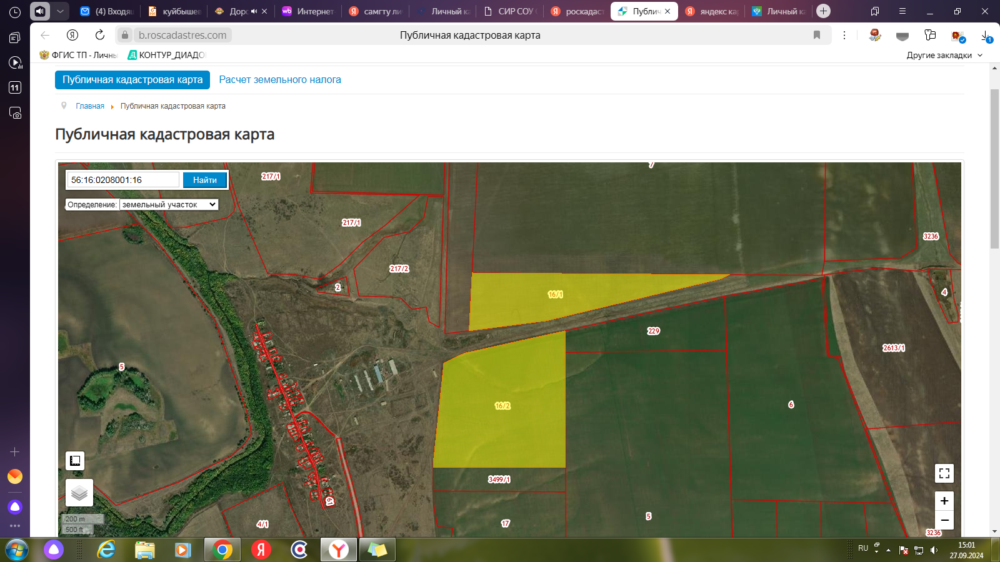 (4) Входящ
куйбышев
Доро
Интернет-
самгту ли
Личный ка
СИР СОУ
роскадаст
Публич
яндекс ка
Личный ка
b.roscadastres.com
Публичная кадастровая карта
1
ФГИС ТП - Личны
КОНТУР_ДИАДО
Другие закладки
11
Публичная кадастровая карта
Расчет земельного налога
Главная
Публичная кадастровая карта
Публичная кадастровая карта
56:16:0208001:16
Найти
Определение:
земельный участок
217/1
7
217/1
3236
217/2
2
16/1
4
229
2613/1
5
16/2
6
3499/1
61
5
17
4/1
3236
+
−
200 m
500 ft
RU
15:01
27.09.2024